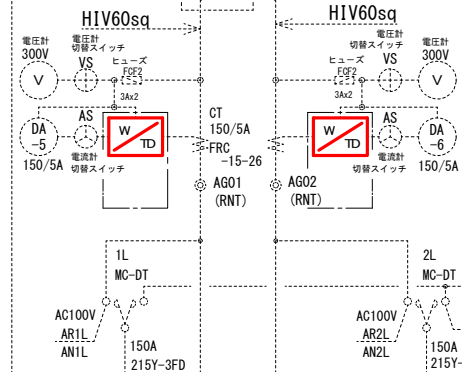 HIV60sq
HIV60sq
電圧計
300V
V
電圧計
切替スイッチ
VS
ヒューズ
FCF2
3Ax2
ヒューズ
FCF2
3Ax2
電圧計
切替スイッチ
VS
電圧計
300V
V
DA
-5
150/5A
AS
電流計
切替スイッチ
W
TD
CT
150/5A
FRC
-15-26
W
TD
AS
電流計
切替スイッチ
DA
-6
150/5A
AG01
(RNT)
AG02
(RNT)
1L
MC-DT
2L
MC-DT
AC100V
AR1L
AN1L
150A
215Y-3FD
AC100V
AR2L
AN2L
150A
215Y-